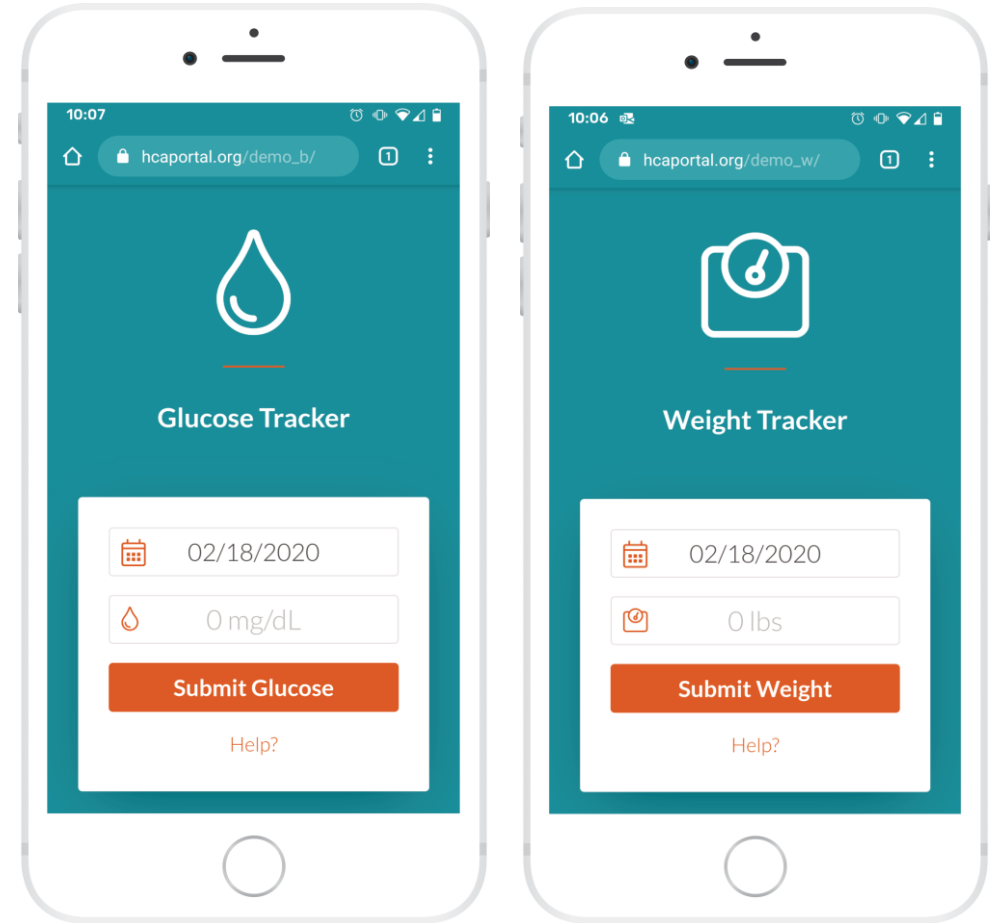 10:07
hcaportal.org/demo_b/
1
Glucose Tracker
02/18/2020
0 mg/dL
Submit Glucose
Help?
10:06
hcaportal.org/demo_w/
1
Weight Tracker
02/18/2020
0 lbs
Submit Weight
Help?